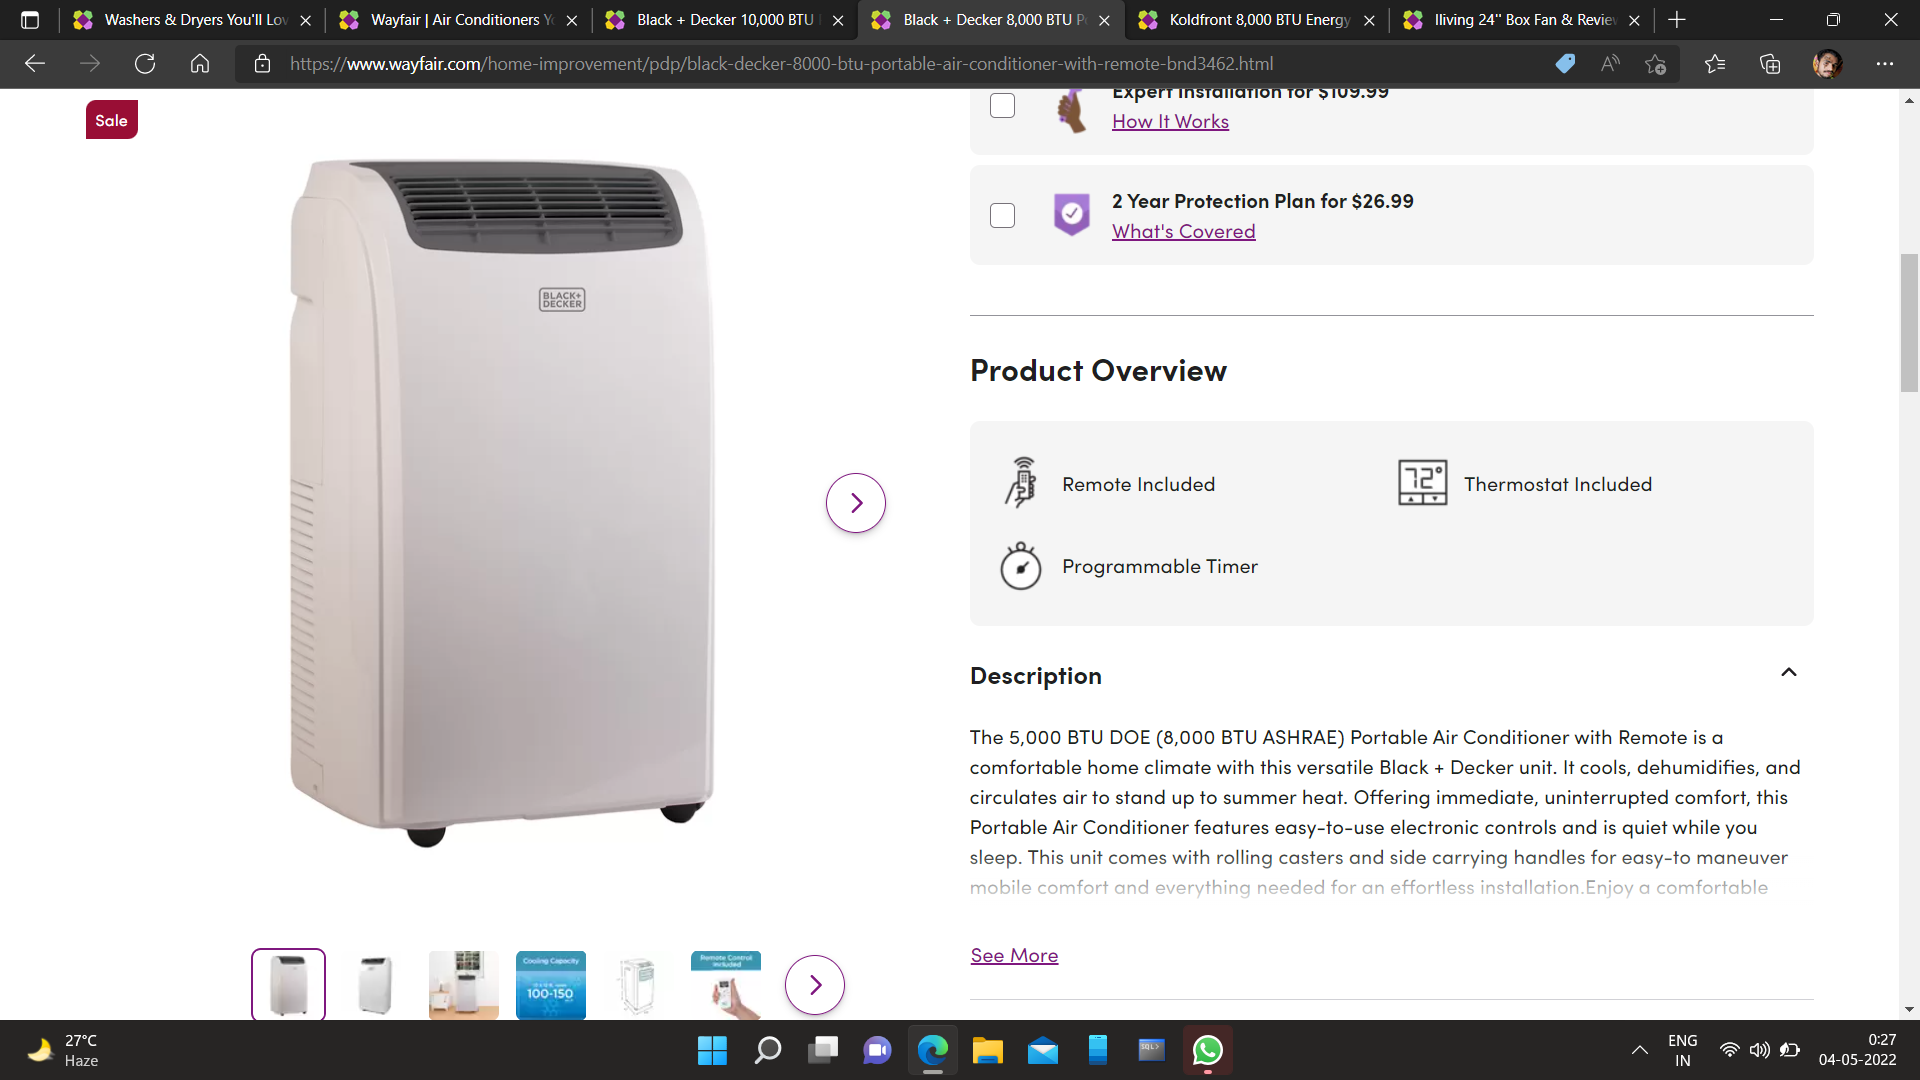 Washers & Dryers You'll Lov
Wayfair | Air Conditioners Yo
Black + Decker 10,000 BTU
Black + Decker 8,000 BTU P
Koldfront 8,000 BTU Energy
Iliving 24'' Box Fan & Review
https://www.wayfair.com/home-improvement/pdp/black-decker-8000-btu-portable-air-conditioner-with-remote-bnd3462.html
Sale
BLACK+
DECKER
Expert Installation for $109.99
How It Works
2 Year Protection Plan for $26.99
What's Covered
Product Overview
Remote Included
72°
Thermostat Included
Programmable Timer
Description
The 5,000 BTU DOE (8,000 BTU ASHRAE) Portable Air Conditioner with Remote is a
comfortable home climate with this versatile Black + Decker unit. It cools, dehumidifies, and
circulates air to stand up to summer heat. Offering immediate, uninterrupted comfort, this
Portable Air Conditioner features easy-to-use electronic controls and is quiet while you
sleep. This unit comes with rolling casters and side carrying handles for easy-to maneuver
mobile comfort and everything needed for an effortless installation.Enjoy a comfortable
See More
Cooling Capacity
100-150
Remote Control
Included
27°C
Haze
SQL>
ENG
IN
0:27
04-05-2022